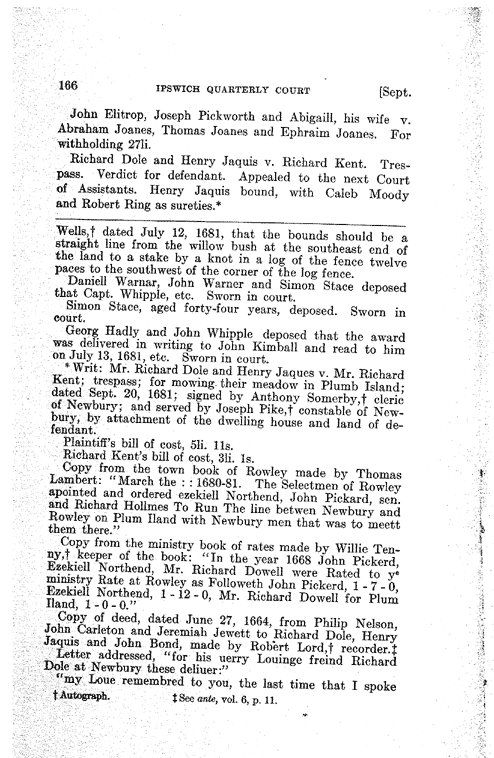 166 IPSWICH QUARTERLY COURT [Sept.
John Elitrop, Joseph Pickworth and Abigaill, his wife v.
Abraham Joanes, Thomas Joanes and Ephraim Joanes. For
withholding 27li.
Richard Dole and Henry Jaquis v. Richard Kent. Tres-
pass. Verdict for defendant. Appealed to the next Court
of Assistants. Henry Jaquis bound, with Caleb Moody
and Robert Ring as sureties.*
Wells,† dated July 12, 1681, that the bounds should be a
straight line from the willow bush at the southeast end of
the land to a stake by a knot in a log of the fence twelve
paces to the southwest of the corner of the log fence.
Daniell Warnar, John Warner and Simon Stace deposed
that Capt. Whipple, etc. Sworn in court.
Simon Stace, aged forty-four years, deposed. Sworn in
court.
Georg Hadly and John Whipple deposed that the award
was delivered in writing to John Kimball and read to him
on July 13, 1681, etc. Sworn in court.
* Writ: Mr. Richard Dole and Henry Jaques v. Mr. Richard
Kent; trespass; for mowing their meadow in Plumb Island;
dated Sept. 20, 1681; signed by Anthony Somerby,† cleric
of Newbury; and served by Joseph Pike,† constable of New-
bury, by attachment of the dwelling house and land of de-
fendant.
Plaintiff's bill of cost, 5li. 11s.
Richard Kent's bill of cost, 3li. 1s.
Copy from the town book of Rowley made by Thomas
Lambert: "March the : : 1680-81. The Selectmen of Rowley
apointed and ordered ezekiell Northend, John Pickard, sen.
and Richard Hollmes To Run The line betwen Newbury and
Rowley on Plum Iland with Newbury men that was to meett
them there."
Copy from the ministry book of rates made by Willie Ten-
ny,† keeper of the book: "In the year 1668 John Pickerd,
Ezekiell Northend, Mr. Richard Dowell were Rated to ye
ministry Rate at Rowley as Followeth John Pickerd, 1 - 7 - 0,
Ezekiell Northend, 1 - 12 - 0, Mr. Richard Dowell for Plum
Iland, 1 - 0 - 0."
Copy of deed, dated June 27, 1664, from Philip Nelson,
John Carleton and Jeremiah Jewett to Richard Dole, Henry
Jaquis and John Bond, made by Robert Lord,† recorder.‡
Letter addressed, "for his uerry Louinge freind Richard
Dole at Newbury these deliuer:"
"my Loue remembred to you, the last time that I spoke
† Autograph. ‡ See ante, vol. 6, p. 11.